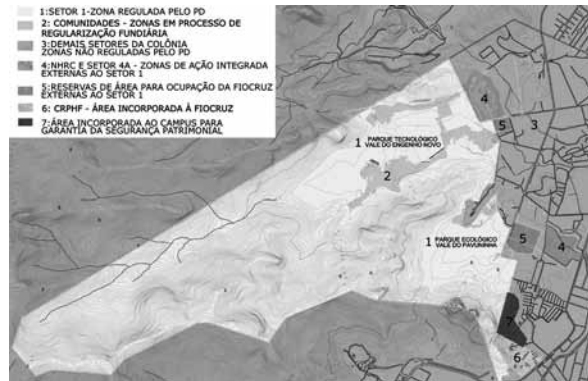 1:SETOR 1-ZONA REGULADA PELO PD
2: COMUNIDADES - ZONAS EM PROCESSO DE
REGULARIZAÇÃO FUNDIÁRIA
3:DEMAIS SETORES DA COLÔNIA
ZONAS NÃO REGULADAS PELO PD
4:NHRC E SETOR 4A - ZONAS DE AÇÃO INTEGRADA
EXTERNAS AO SETOR 1
5:RESERVAS DE ÁREA PARA OCUPAÇÃO DA FIOCRUZ
EXTERNAS AO SETOR 1
6: CRPHF - ÁREA INCORPORADA À FIOCRUZ
7:ÁREA INCORPORADA AO CAMPUS PARA
GARANTIA DA SEGURANÇA PATRIMONIAL
4
5
3
1 PARQUE TECNOLÓGICO
VALE DO ENGENHO NOVO
2
1 PARQUE ECOLÓGICO
VALE DO PAVUNINHA
5
4
7
6